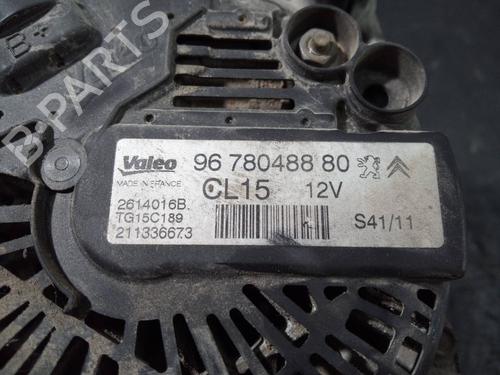 B+
B-PARTS
Valeo 96 780488 80
MADE IN FRANCE CL15 12V
2614016B.
TG15C189 S41/11
211336673